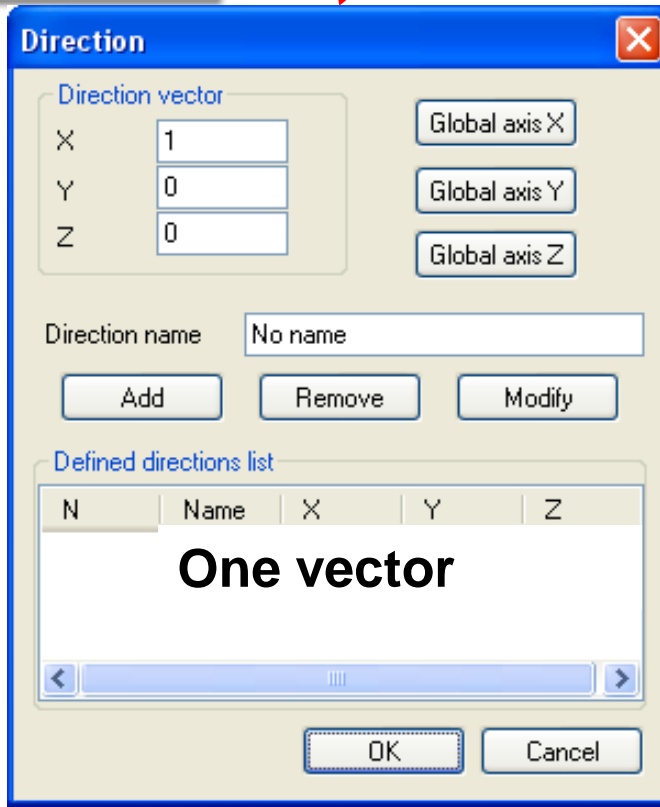 Direction
Direction vector
X 1
Global axis X
Y 0
Global axis Y
Z 0
Global axis Z
Direction name No name
Add Remove Modify
Defined directions list
N Name X Y Z
One vector
OK Cancel